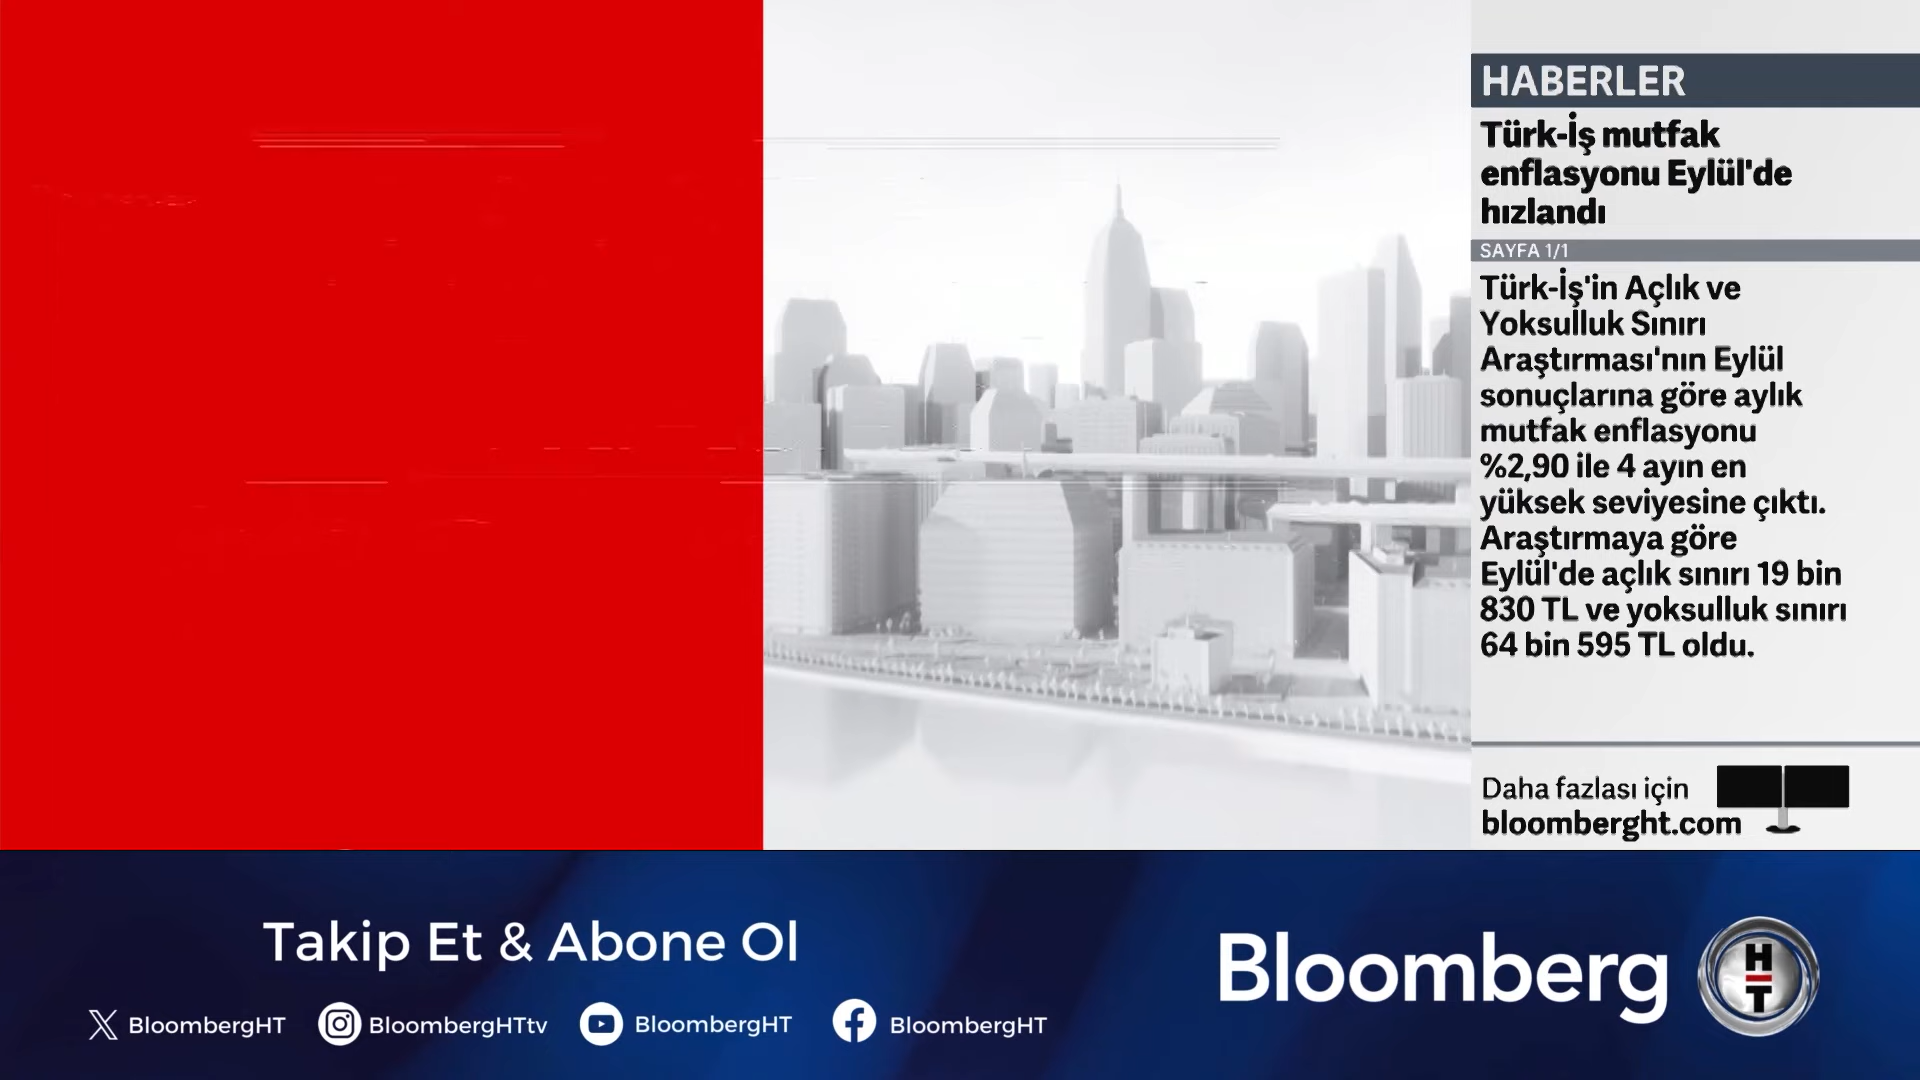 HABERLER
Türk-İş mutfak
enflasyonu Eylül'de
hızlandı
SAYFA 1/1
Türk-İş'in Açlık ve
Yoksulluk Sınırı
Araştırması'nın Eylül
sonuçlarına göre aylık
mutfak enflasyonu
%2,90 ile 4 ayın en
yüksek seviyesine çıktı.
Araştırmaya göre
Eylül'de açlık sınırı 19 bin
830 TL ve yoksulluk sınırı
64 bin 595 TL oldu.
Daha fazlası için
bloomberght.com
Takip Et & Abone Ol
BloombergHT
BloombergHTtv
BloombergHT
BloombergHT
Bloomberg
HT